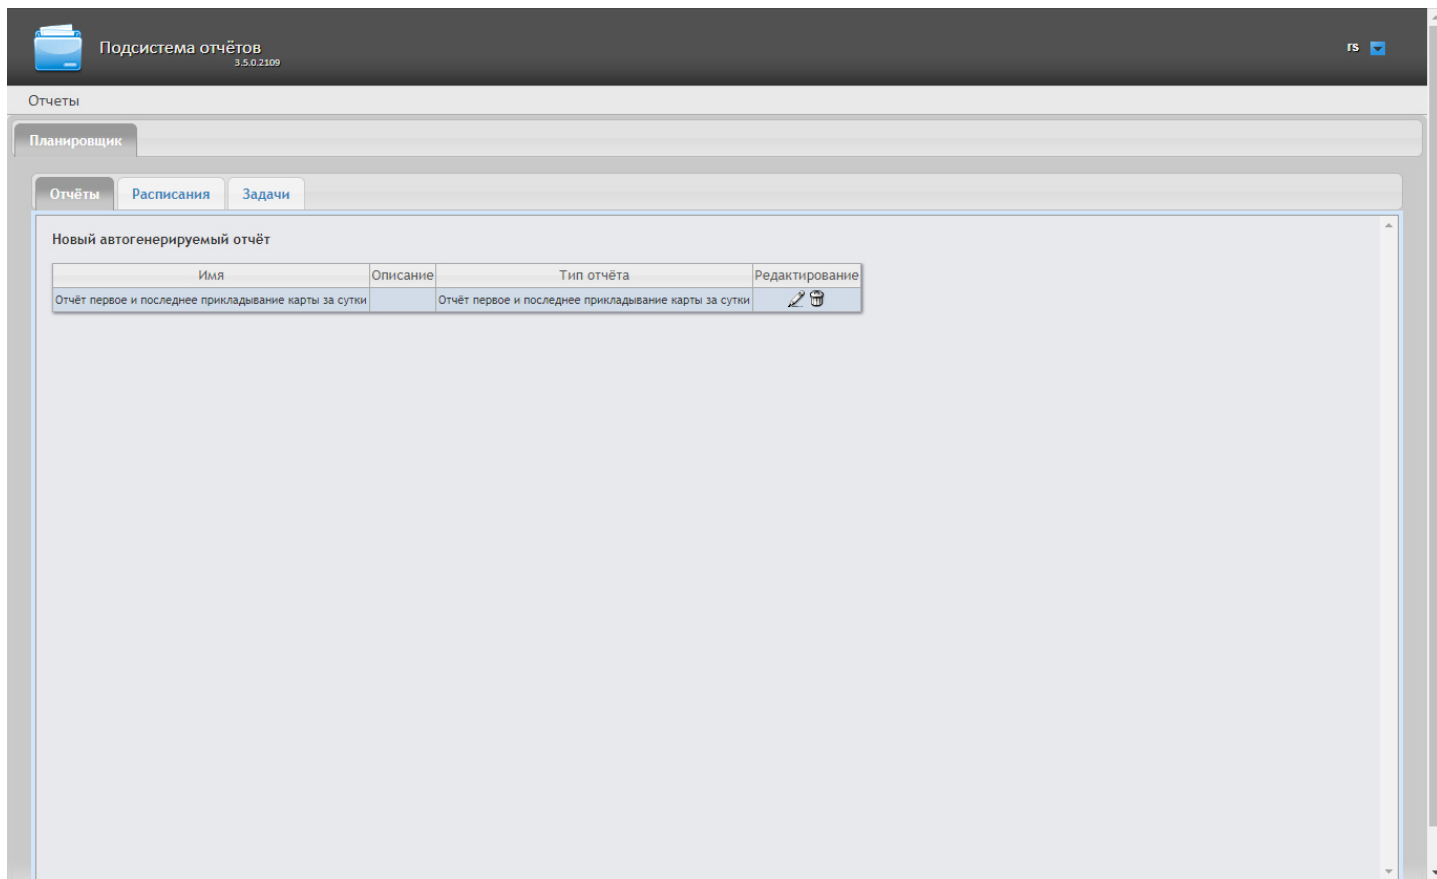 Подсистема отчётов
3.5.0.2109
rs
Отчеты
Планировщик
Отчёты Расписания Задачи
Новый автогенерируемый отчёт
Имя Описание Тип отчёта Редактирование
Отчёт первое и последнее прикладывание карты за сутки Отчёт первое и последнее прикладывание карты за сутки